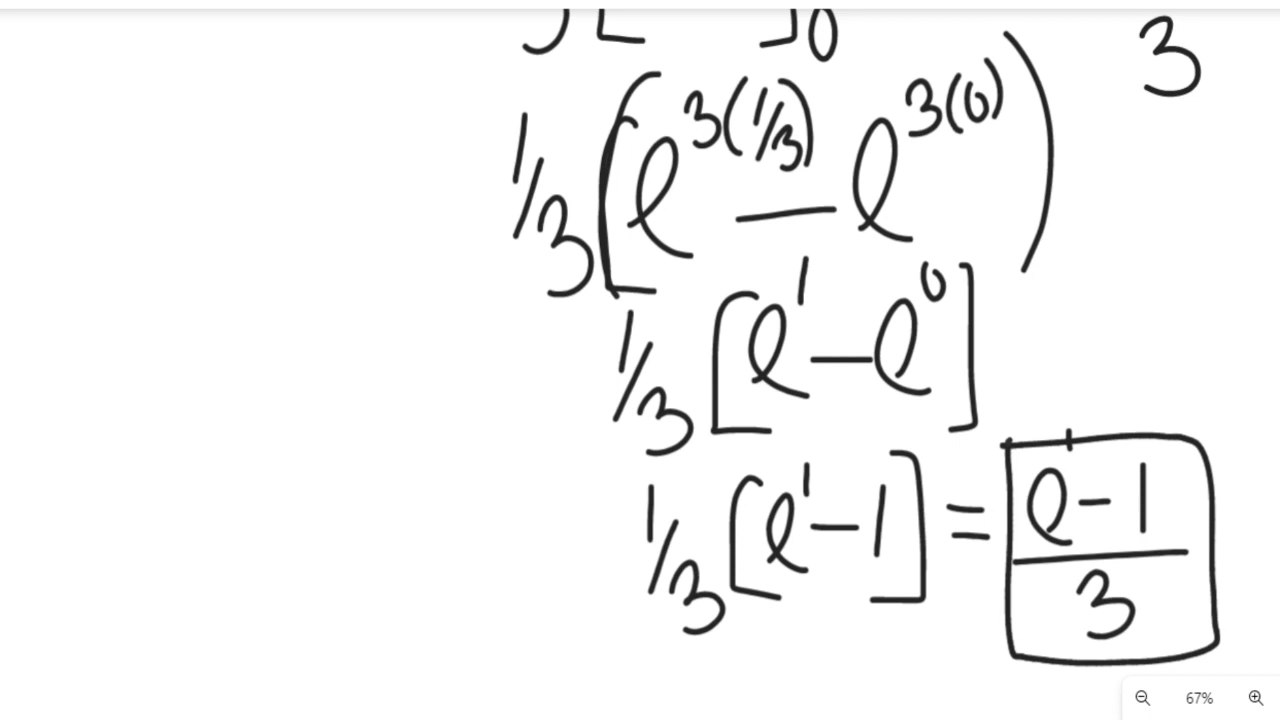 [ ]0 3
1/3(e^3(1/3) — e^3(0))
1/3[e^1 — e^0]
1/3[e^1 — 1] = (e - 1)/3
67%